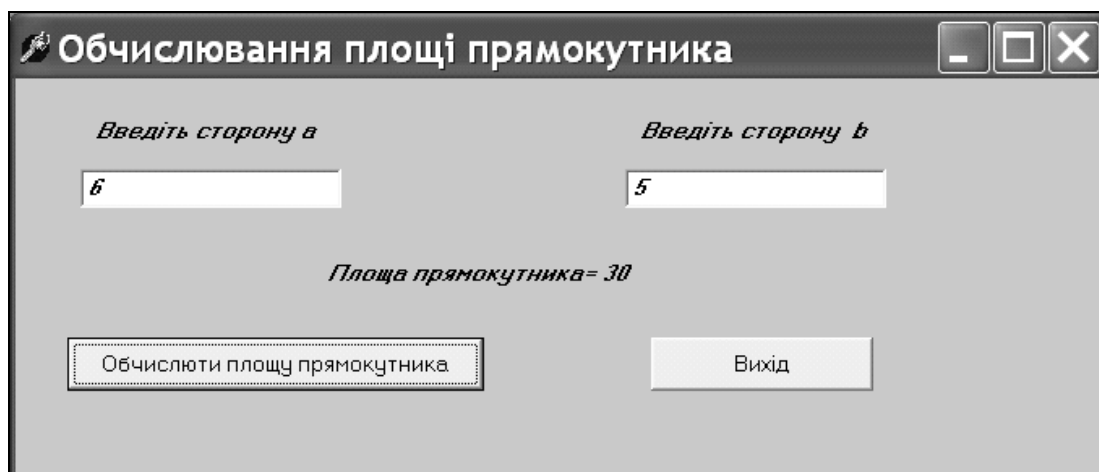 Обчислювання площі прямокутника
Введіть сторону a
Введіть сторону b
6
5
Площа прямокутника= 30
Обчислюти площу прямокутника
Вихід